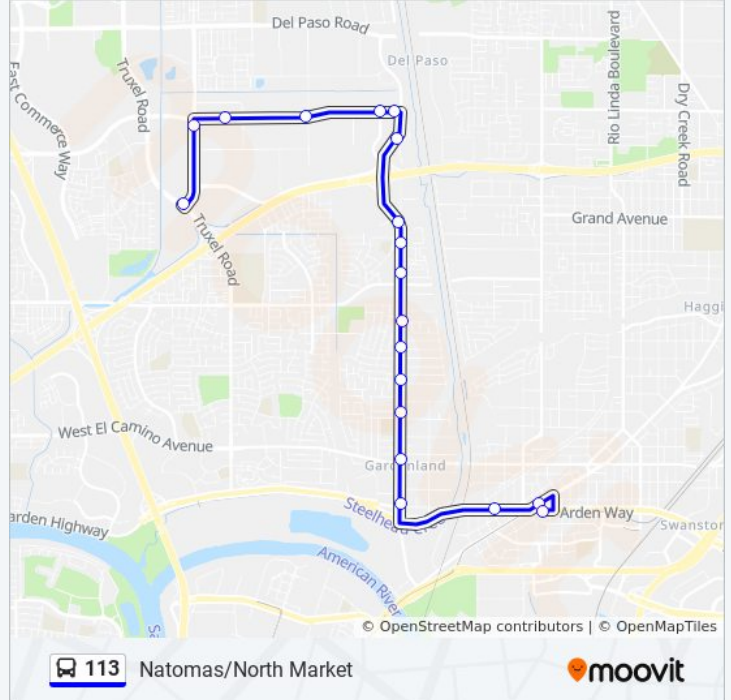 Del Paso Road
Del Paso
Rio Linda Boulevard
Dry Creek Road
Truxel Road
East Commerce Way
Grand Avenue
Truxel Road
Haggi
West El Camino Avenue
Gardenland
arden Highway
Steelhead Cre
Arden Way
Swanston
American River
Sa
© OpenStreetMap contributors | © OpenMapTiles
113 Natomas/North Market
moovit